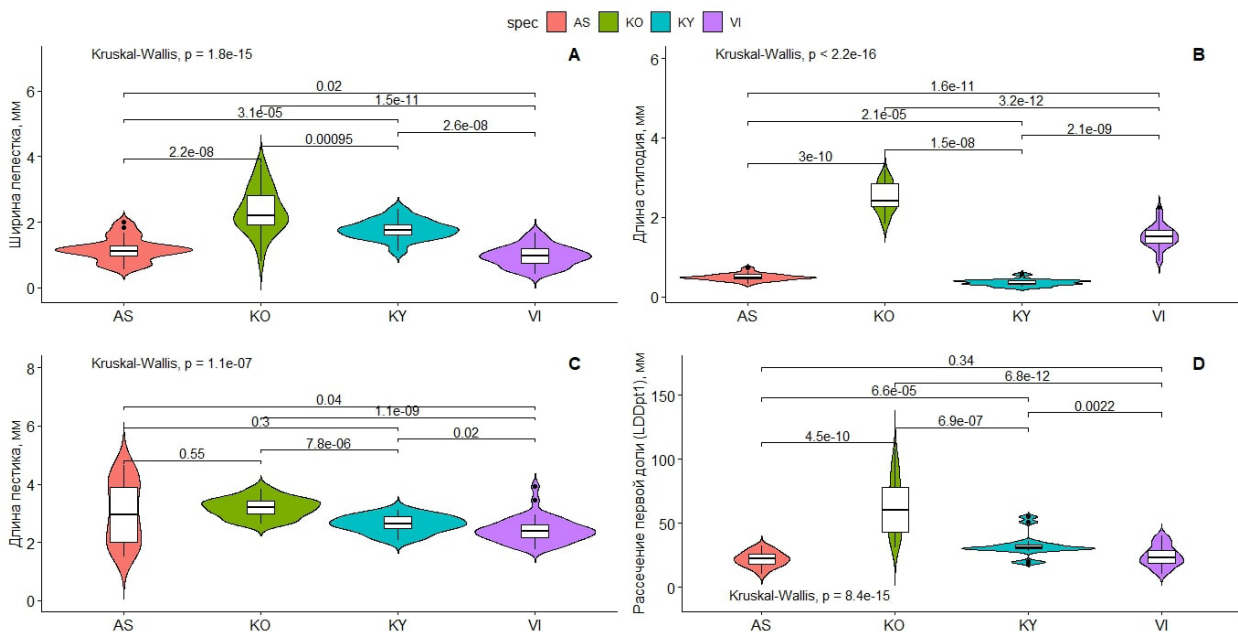 spec AS KO KY VI
Kruskal-Wallis, p = 1.8e-15
A
Ширина лепестка, мм
6
4
2
0
0.02
1.5e-11
3.1e-05
2.6e-08
0.00095
2.2e-08
AS KO KY VI
Kruskal-Wallis, p < 2.2e-16
B
Длина стилодия, мм
6
4
2
0
1.6e-11
3.2e-12
2.1e-05
2.1e-09
1.5e-08
3e-10
AS KO KY VI
Kruskal-Wallis, p = 1.1e-07
C
Длина пестика, мм
8
6
4
2
0
0.04
1.1e-09
0.3
0.02
7.8e-06
0.55
AS KO KY VI
D
Рассечение первой доли (LDDpt1), мм
150
100
50
0
0.34
6.8e-12
6.6e-05
0.0022
6.9e-07
4.5e-10
Kruskal-Wallis, p = 8.4e-15
AS KO KY VI